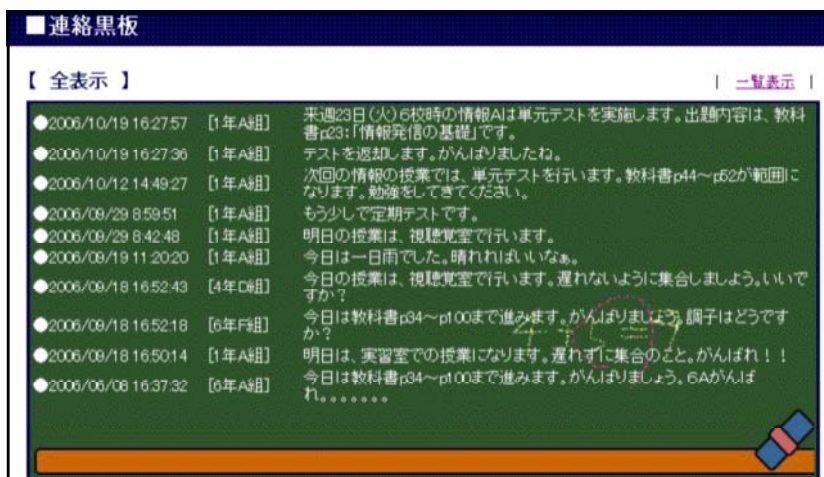 ■連絡黒板
【 全表示 】
| 一覧表示 |
●2006/10/19 16:27:57 [1年A組] 来週23日(火)6校時の情報Aは単元テストを実施します。出題内容は、教科
書p23:「情報発信の基礎」です。
●2006/10/19 16:27:36 [1年A組] テストを返却します。がんばりましたね。
●2006/10/12 14:49:27 [1年A組] 次回の情報の授業では、単元テストを行います。教科書p44～p52が範囲に
なります。勉強をしてきてください。
●2006/09/29 8:59:51 [1年A組] もう少しで定期テストです。
●2006/09/29 8:42:48 [1年A組] 明日の授業は、視聴覚室で行います。
●2006/09/19 11:20:20 [1年A組] 今日は一日雨でした。晴れればいいなぁ。
●2006/09/18 16:52:43 [4年D組] 今日の授業は、視聴覚室で行います。遅れないように集合しましょう。いいで
すか？
●2006/09/18 16:52:18 [6年F組] 今日は教科書p34～p100まで進みます。がんばりましょう。調子はどうです
か？
●2006/09/18 16:50:14 [1年A組] 明日は、実習室での授業になります。遅れずに集合のこと。がんばれ！！
●2006/06/08 16:37:32 [6年A組] 今日は教科書p34～p100まで進みます。がんばりましょう。6Aがんば
れ。。。。。。。